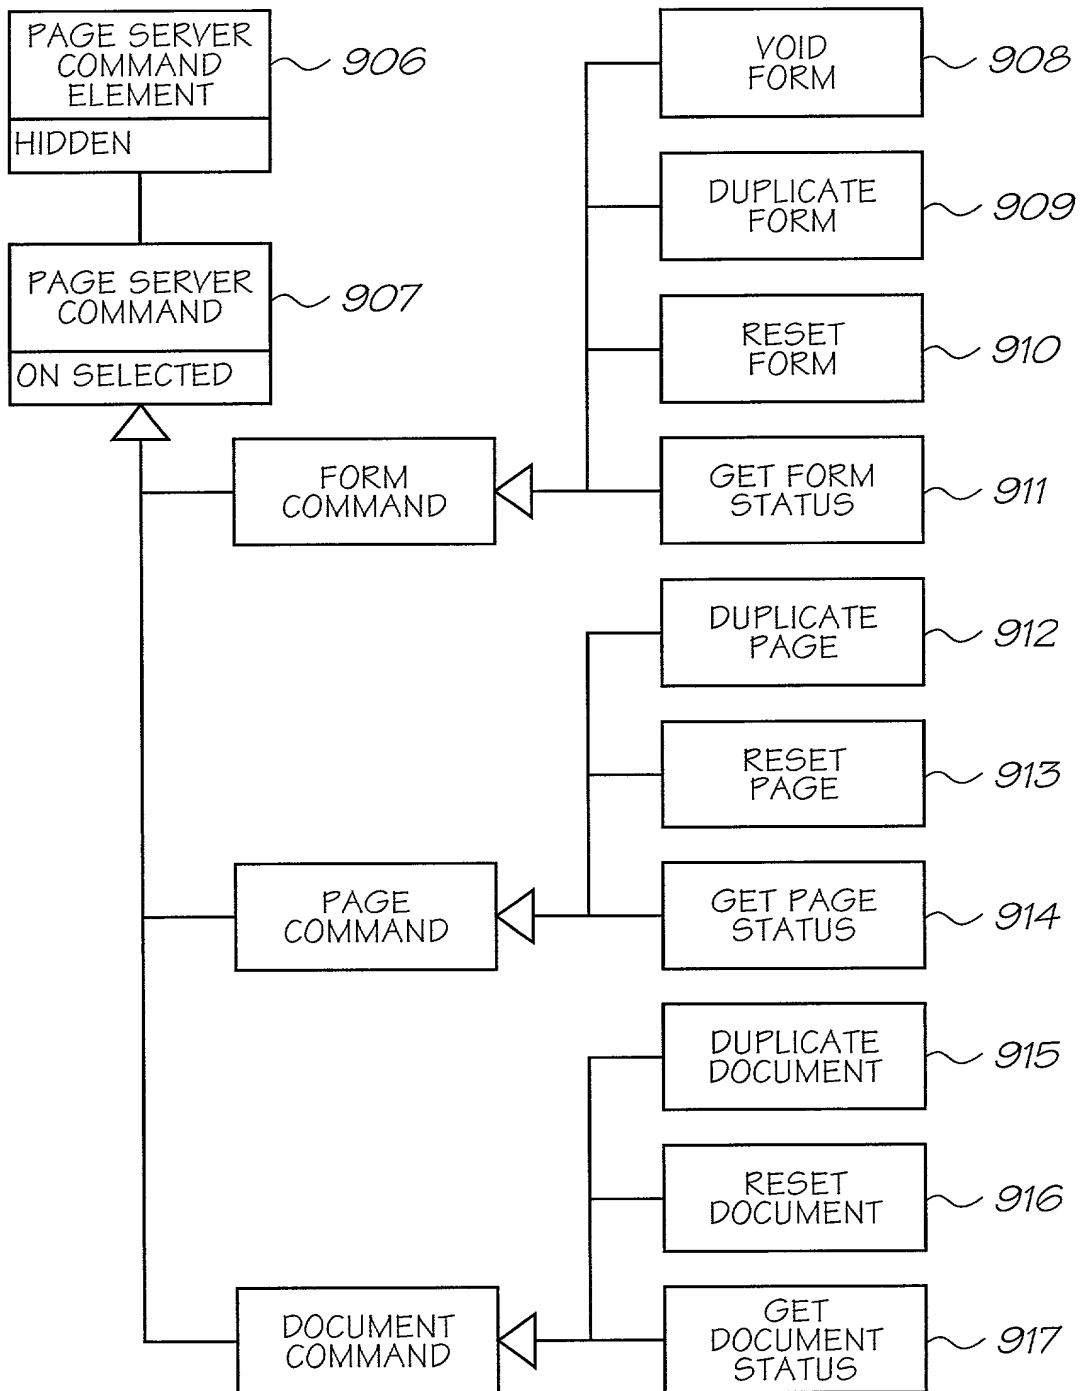 PAGE SERVER
COMMAND
ELEMENT
906
HIDDEN
PAGE SERVER
COMMAND
907
ON SELECTED
FORM
COMMAND
VOID
FORM
908
DUPLICATE
FORM
909
RESET
FORM
910
GET FORM
STATUS
911
PAGE
COMMAND
DUPLICATE
PAGE
912
RESET
PAGE
913
GET PAGE
STATUS
914
DOCUMENT
COMMAND
DUPLICATE
DOCUMENT
915
RESET
DOCUMENT
916
GET
DOCUMENT
STATUS
917